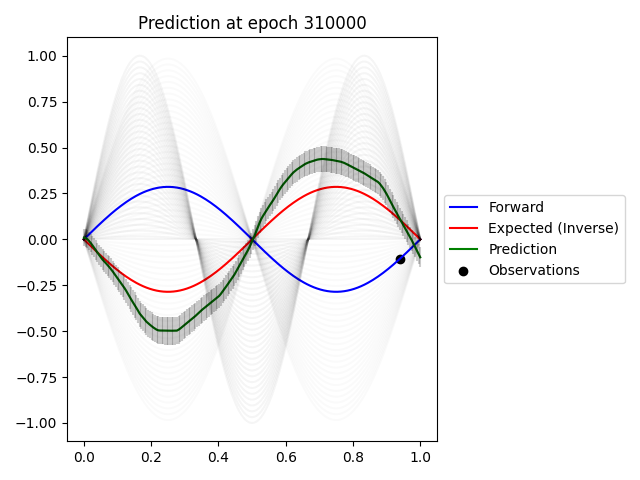 Prediction at epoch 310000
1.00
0.75
0.50
0.25
0.00
−0.25
−0.50
−0.75
−1.00
0.0 0.2 0.4 0.6 0.8 1.0
Forward
Expected (Inverse)
Prediction
Observations